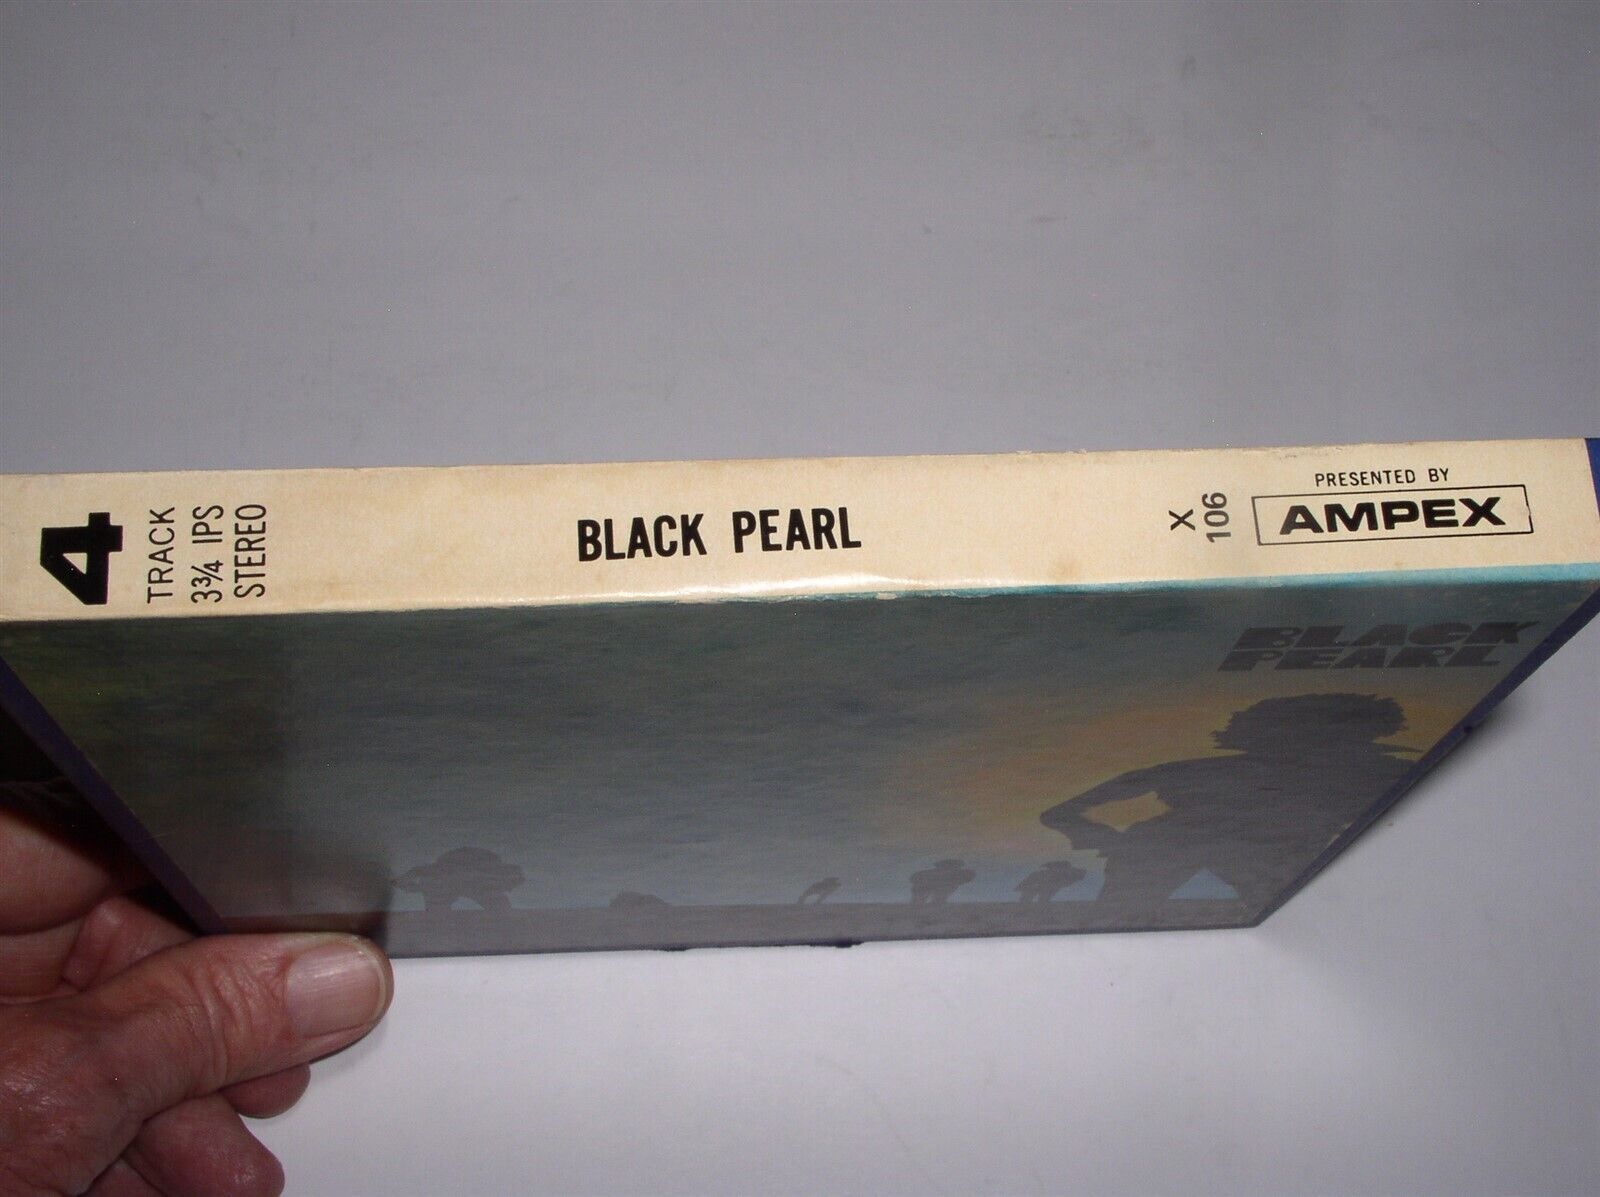 4
TRACK
3¾ IPS
STEREO
BLACK PEARL
X
106
PRESENTED BY
AMPEX
BLACK
PEARL